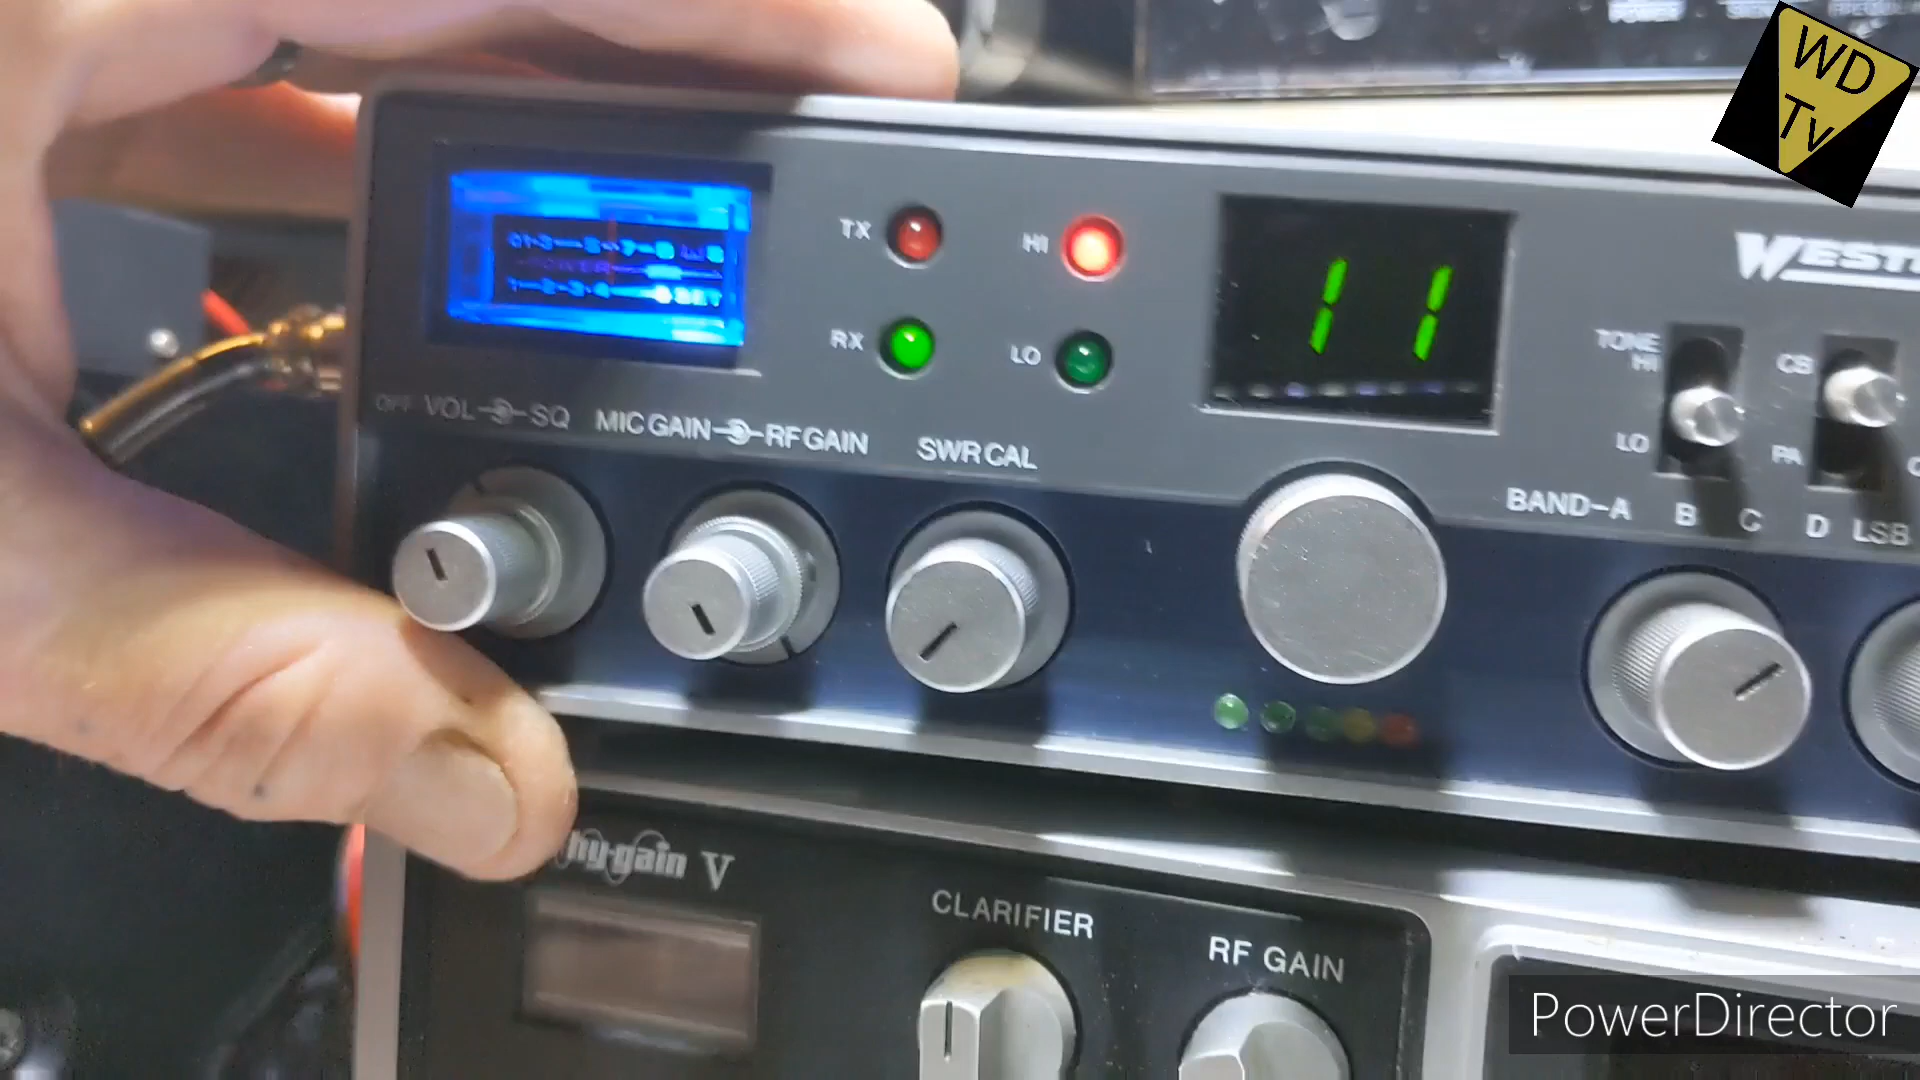 WD
Tv
TX
HI
RX
LO
11
WEST
TONE
HI
LO
CB
PA
OFF VOL SQ
MIC GAIN RF GAIN
SWR CAL
BAND-A B C D LSB
hy-gain V
CLARIFIER
RF GAIN
PowerDirector